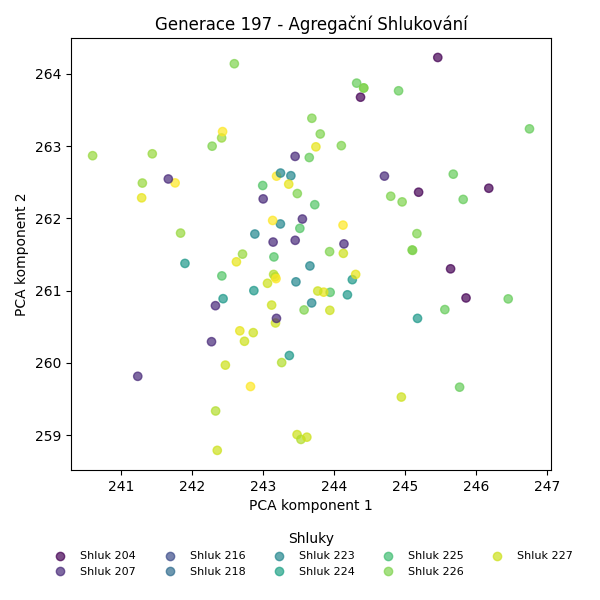 Generace 197 - Agregační Shlukování
PCA komponent 2
264
263
262
261
260
259
241 242 243 244 245 246 247
PCA komponent 1
Shluky
Shluk 204 Shluk 216 Shluk 223 Shluk 225 Shluk 227
Shluk 207 Shluk 218 Shluk 224 Shluk 226